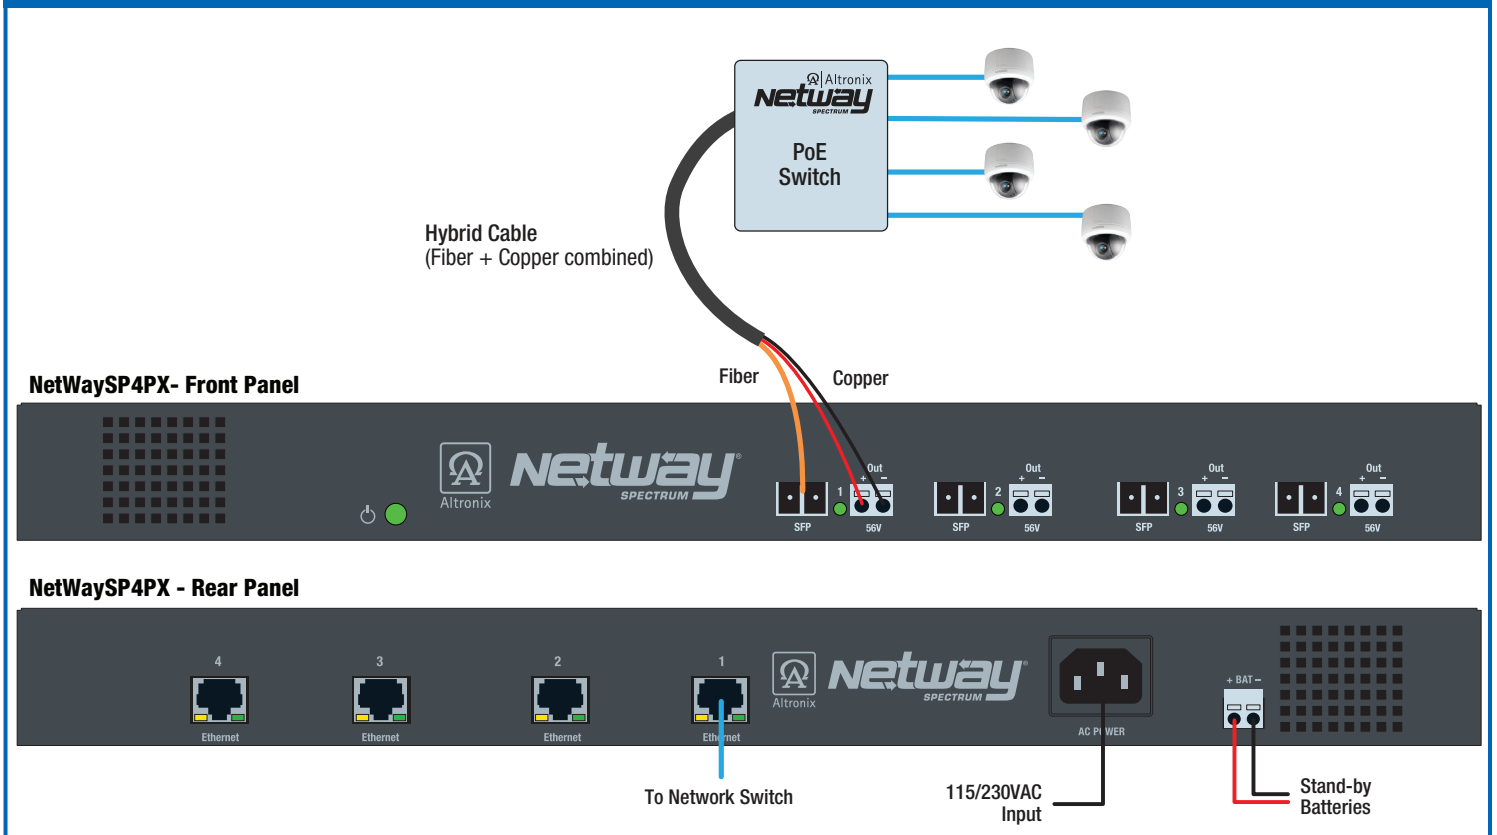 Altronix
Netway
SPECTRUM
PoE
Switch
Hybrid Cable
(Fiber + Copper combined)
Fiber
Copper
NetWaySP4PX- Front Panel
Altronix
Netway®
SPECTRUM
SFP
1
Out
+ –
56V
SFP
2
Out
+ –
56V
SFP
3
Out
+ –
56V
SFP
4
Out
+ –
56V
NetWaySP4PX - Rear Panel
4
Ethernet
3
Ethernet
2
Ethernet
1
Ethernet
Altronix
Netway®
SPECTRUM
AC POWER
+ BAT –
To Network Switch
115/230VAC
Input
Stand-by
Batteries